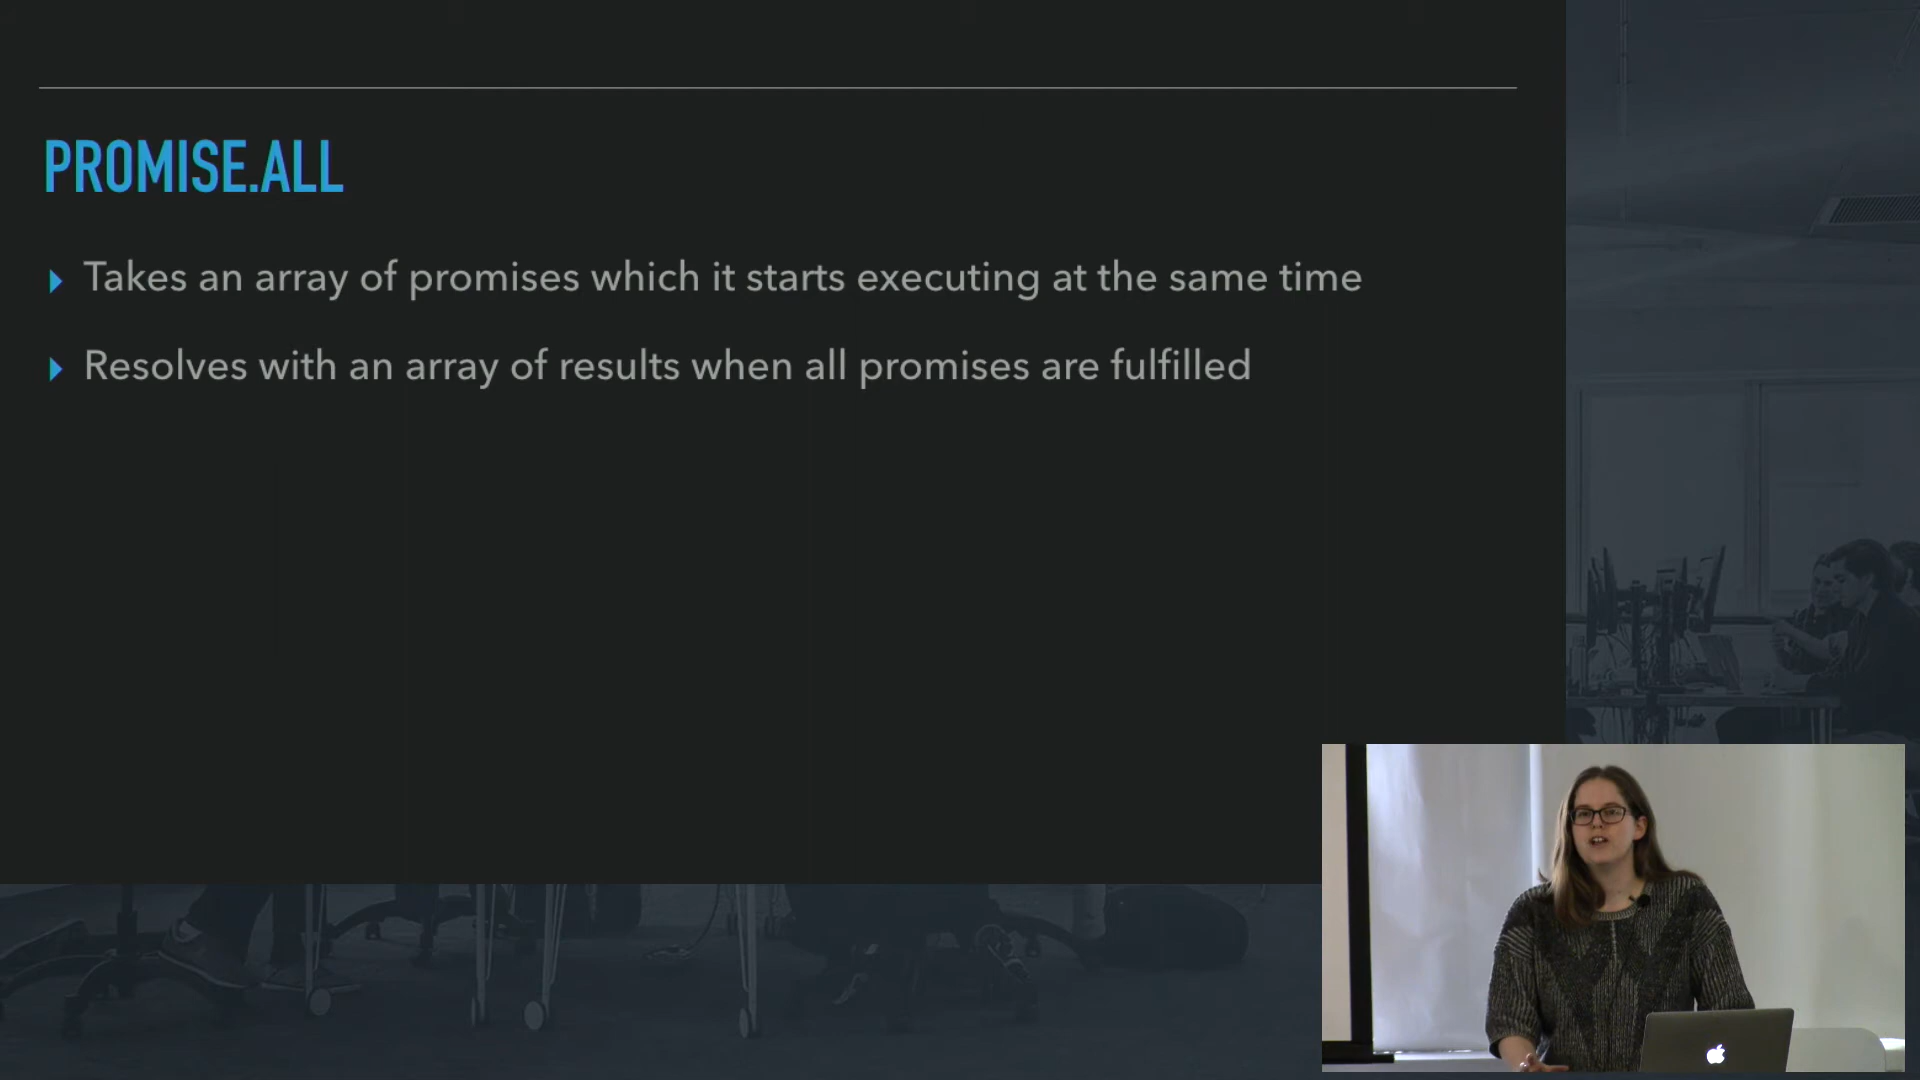 PROMISE.ALL
Takes an array of promises which it starts executing at the same time
Resolves with an array of results when all promises are fulfilled